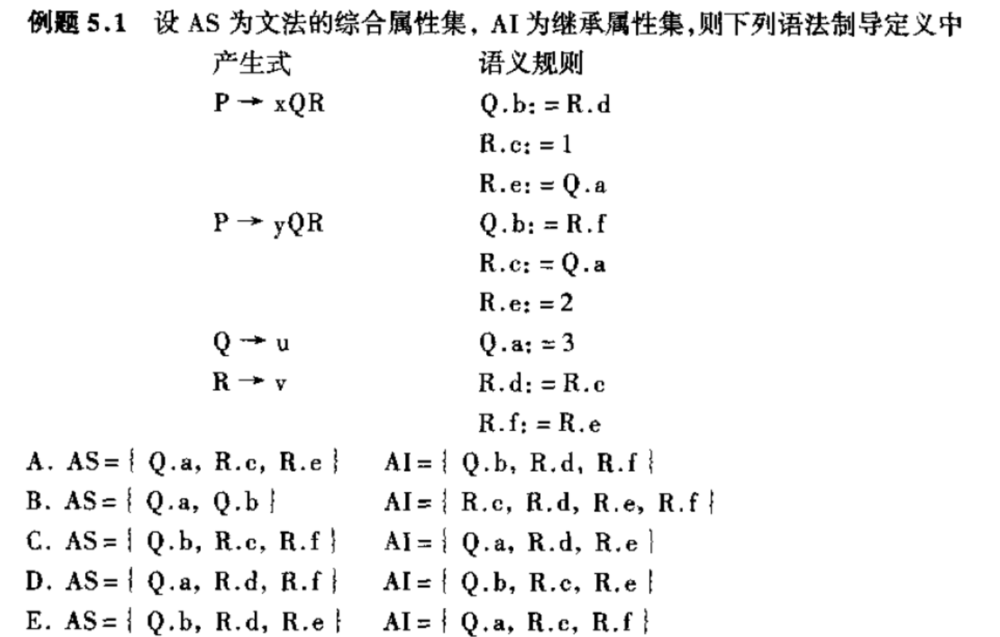 例题 5.1 设 AS 为文法的综合属性集, AI 为继承属性集,则下列语法制导定义中
产生式 语义规则
P → xQR Q.b: = R.d
R.c: = 1
R.e: = Q.a
P → yQR Q.b: = R.f
R.c: = Q.a
R.e: = 2
Q → u Q.a: = 3
R → v R.d: = R.c
R.f: = R.e
A. AS = { Q.a, R.c, R.e } AI = { Q.b, R.d, R.f }
B. AS = { Q.a, Q.b } AI = { R.c, R.d, R.e, R.f }
C. AS = { Q.b, R.c, R.f } AI = { Q.a, R.d, R.e }
D. AS = { Q.a, R.d, R.f } AI = { Q.b, R.c, R.e }
E. AS = { Q.b, R.d, R.e } AI = { Q.a, R.c, R.f }